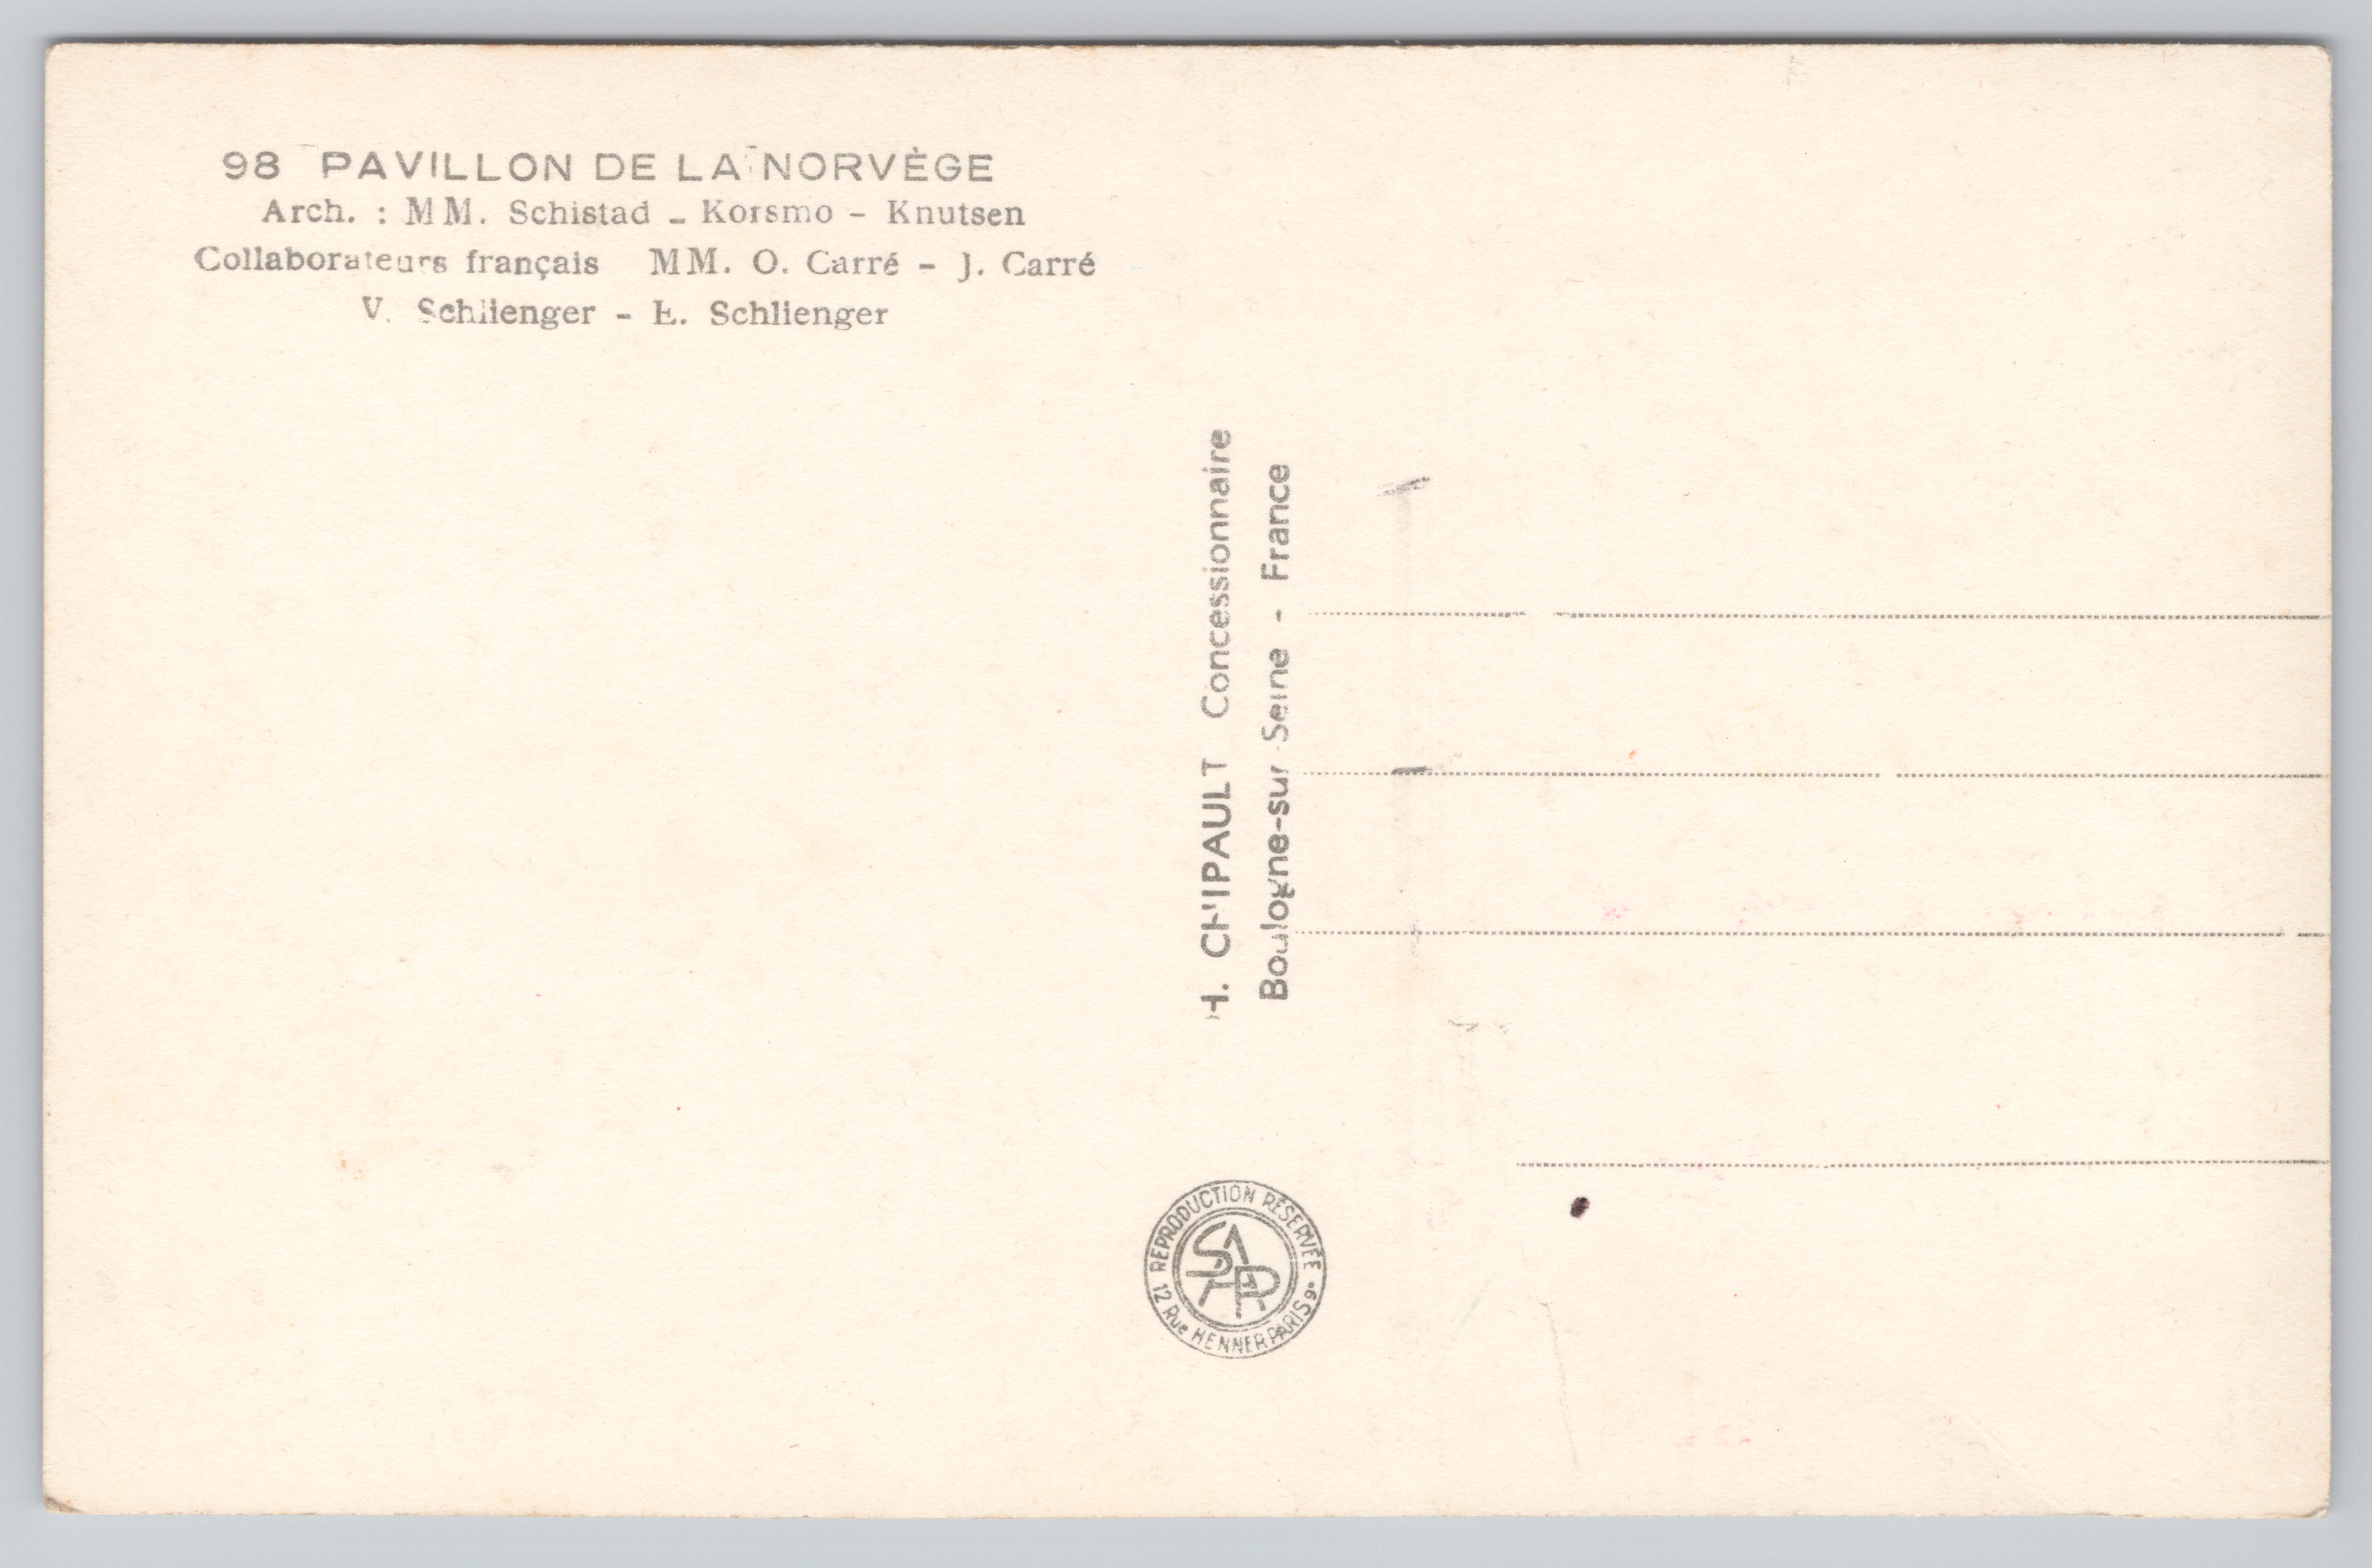 98 PAVILLON DE LA NORVÈGE
Arch. : MM. Schistad - Korsmo - Knutsen
Collaborateurs français MM. O. Carré - J. Carré
V. Schlienger - E. Schlienger
H. CHIPAULT Concessionnaire
Boulogne-sur-Seine - France
REPRODUCTION RÉSERVÉE
12 Rue HENNER PARIS 9e
SAPR